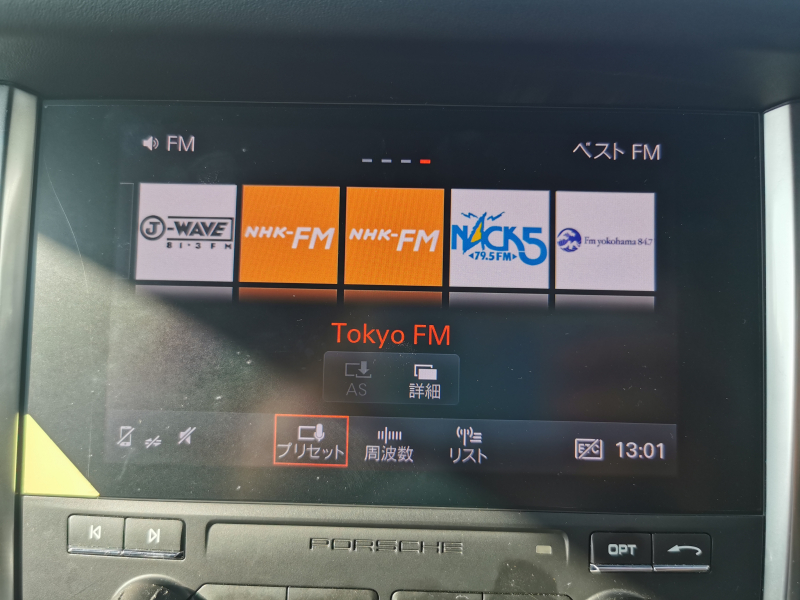 FM
ベスト FM
J-WAVE
81.3 FM
NHK-FM
NHK-FM
NACK5
79.5 FM
Fm yokohama 84.7
Tokyo FM
AS
詳細
プリセット
周波数
リスト
ETC
13:01
PORSCHE
OPT